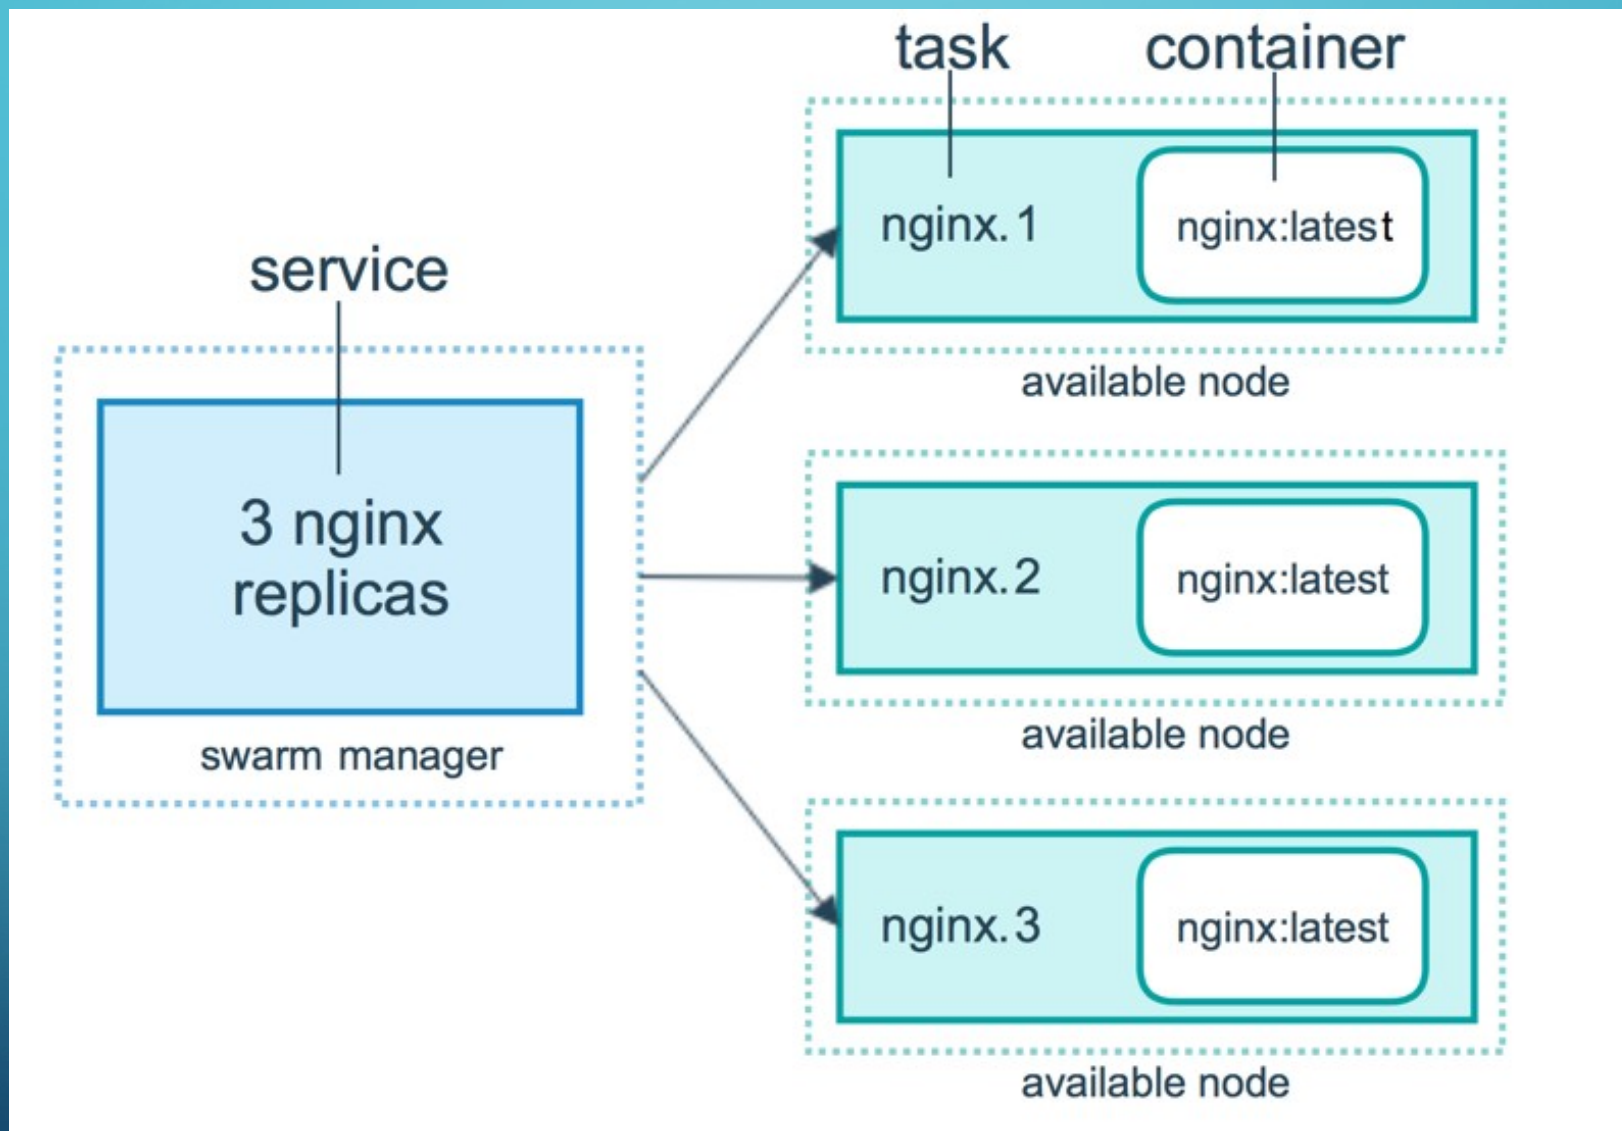 task
container
service
3 nginx
replicas
swarm manager
nginx.1
nginx:latest
available node
nginx.2
nginx:latest
available node
nginx.3
nginx:latest
available node